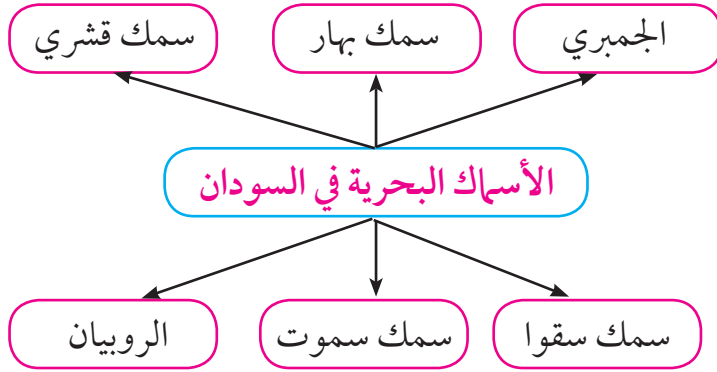 الجمبري
سمك بهار
سمك قشري
الأسماك البحرية في السودان
سمك سقوا
سمك سموت
الروبيان